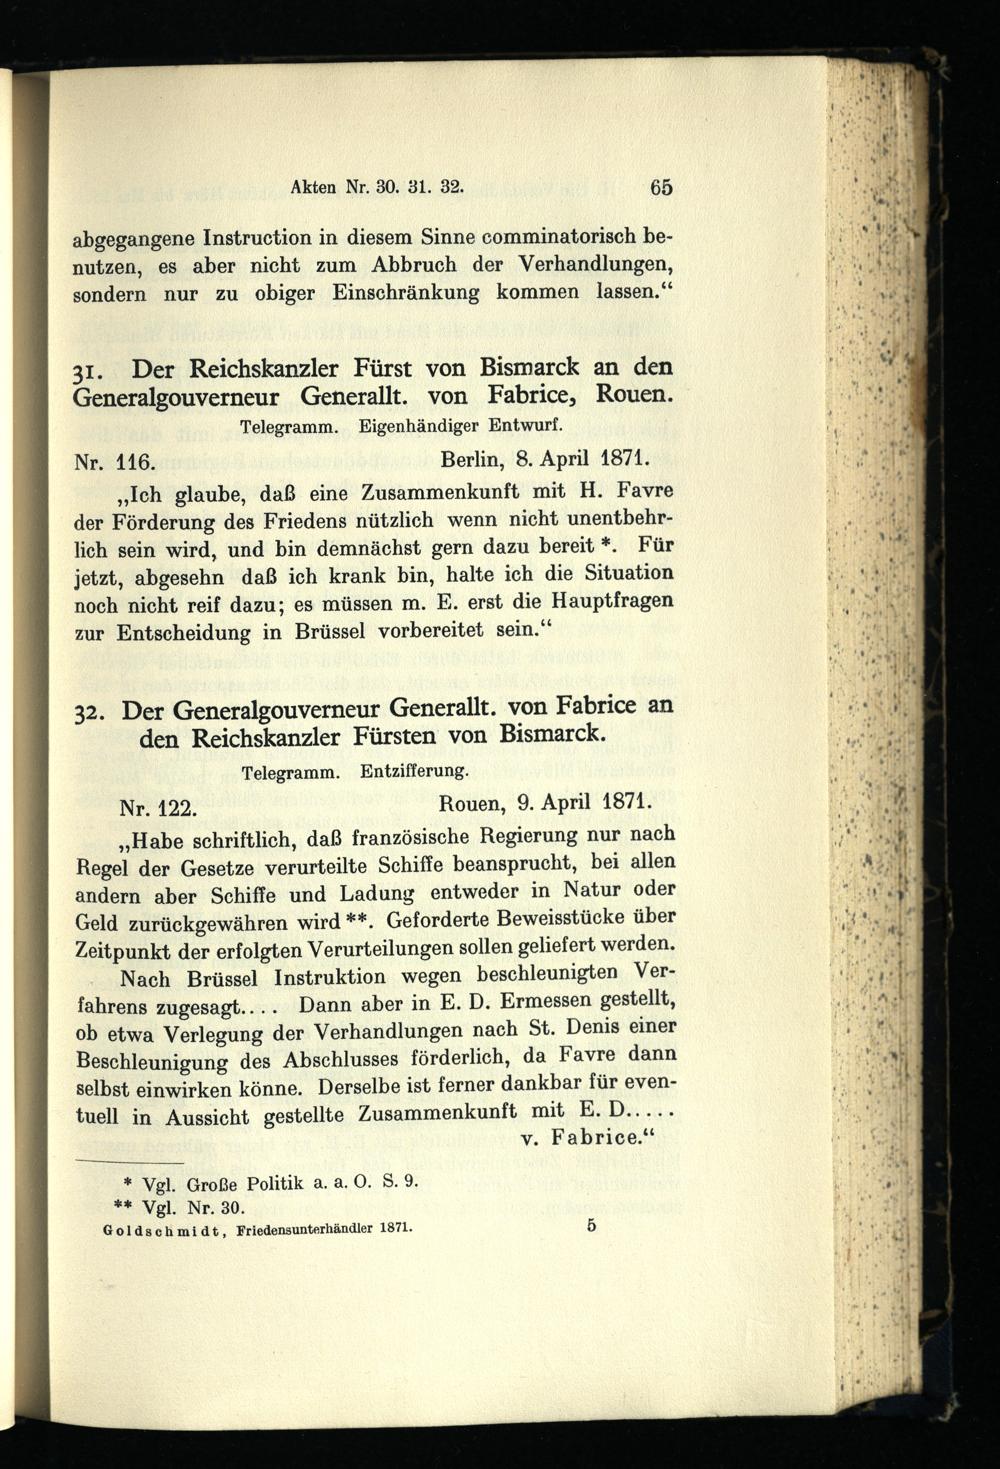 Akten Nr. 30. 31. 32. 65
abgegangene Instruction in diesem Sinne comminatorisch be-
nutzen, es aber nicht zum Abbruch der Verhandlungen,
sondern nur zu obiger Einschränkung kommen lassen.“
31. Der Reichskanzler Fürst von Bismarck an den
Generalgouverneur Generallt. von Fabrice, Rouen.
Telegramm. Eigenhändiger Entwurf.
Nr. 116. Berlin, 8. April 1871.
„Ich glaube, daß eine Zusammenkunft mit H. Favre
der Förderung des Friedens nützlich wenn nicht unentbehr-
lich sein wird, und bin demnächst gern dazu bereit *. Für
jetzt, abgesehn daß ich krank bin, halte ich die Situation
noch nicht reif dazu; es müssen m. E. erst die Hauptfragen
zur Entscheidung in Brüssel vorbereitet sein.“
32. Der Generalgouverneur Generallt. von Fabrice an
den Reichskanzler Fürsten von Bismarck.
Telegramm. Entzifferung.
Nr. 122. Rouen, 9. April 1871.
„Habe schriftlich, daß französische Regierung nur nach
Regel der Gesetze verurteilte Schiffe beansprucht, bei allen
andern aber Schiffe und Ladung entweder in Natur oder
Geld zurückgewähren wird **. Geforderte Beweisstücke über
Zeitpunkt der erfolgten Verurteilungen sollen geliefert werden.
Nach Brüssel Instruktion wegen beschleunigten Ver-
fahrens zugesagt.... Dann aber in E. D. Ermessen gestellt,
ob etwa Verlegung der Verhandlungen nach St. Denis einer
Beschleunigung des Abschlusses förderlich, da Favre dann
selbst einwirken könne. Derselbe ist ferner dankbar für even-
tuell in Aussicht gestellte Zusammenkunft mit E. D.....
v. Fabrice.“
* Vgl. Große Politik a. a. O. S. 9.
** Vgl. Nr. 30.
Goldschmidt, Friedensunterhändler 1871. 5